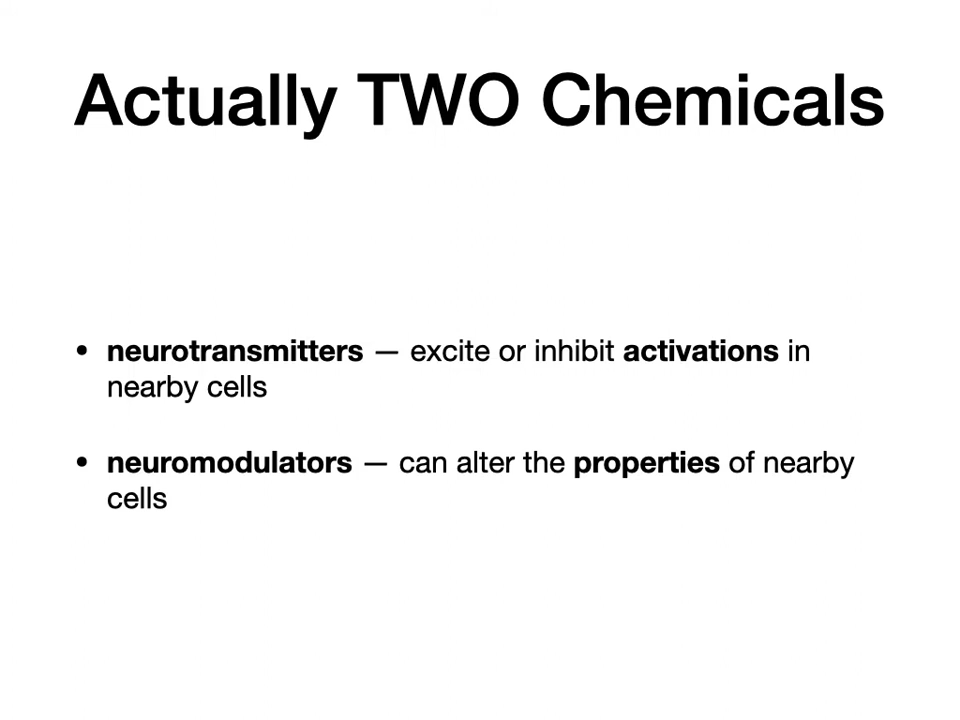 Actually TWO Chemicals
• neurotransmitters — excite or inhibit activations in
nearby cells
• neuromodulators — can alter the properties of nearby
cells